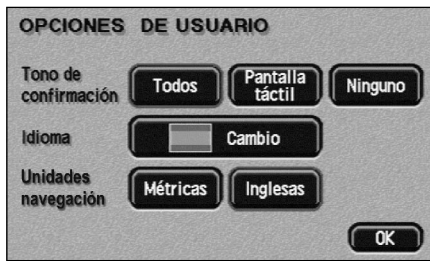 OPCIONES DE USUARIO
Tono de
confirmación
Todos
Pantalla
táctil
Ninguno
Idioma
Cambio
Unidades
navegación
Métricas
Inglesas
OK